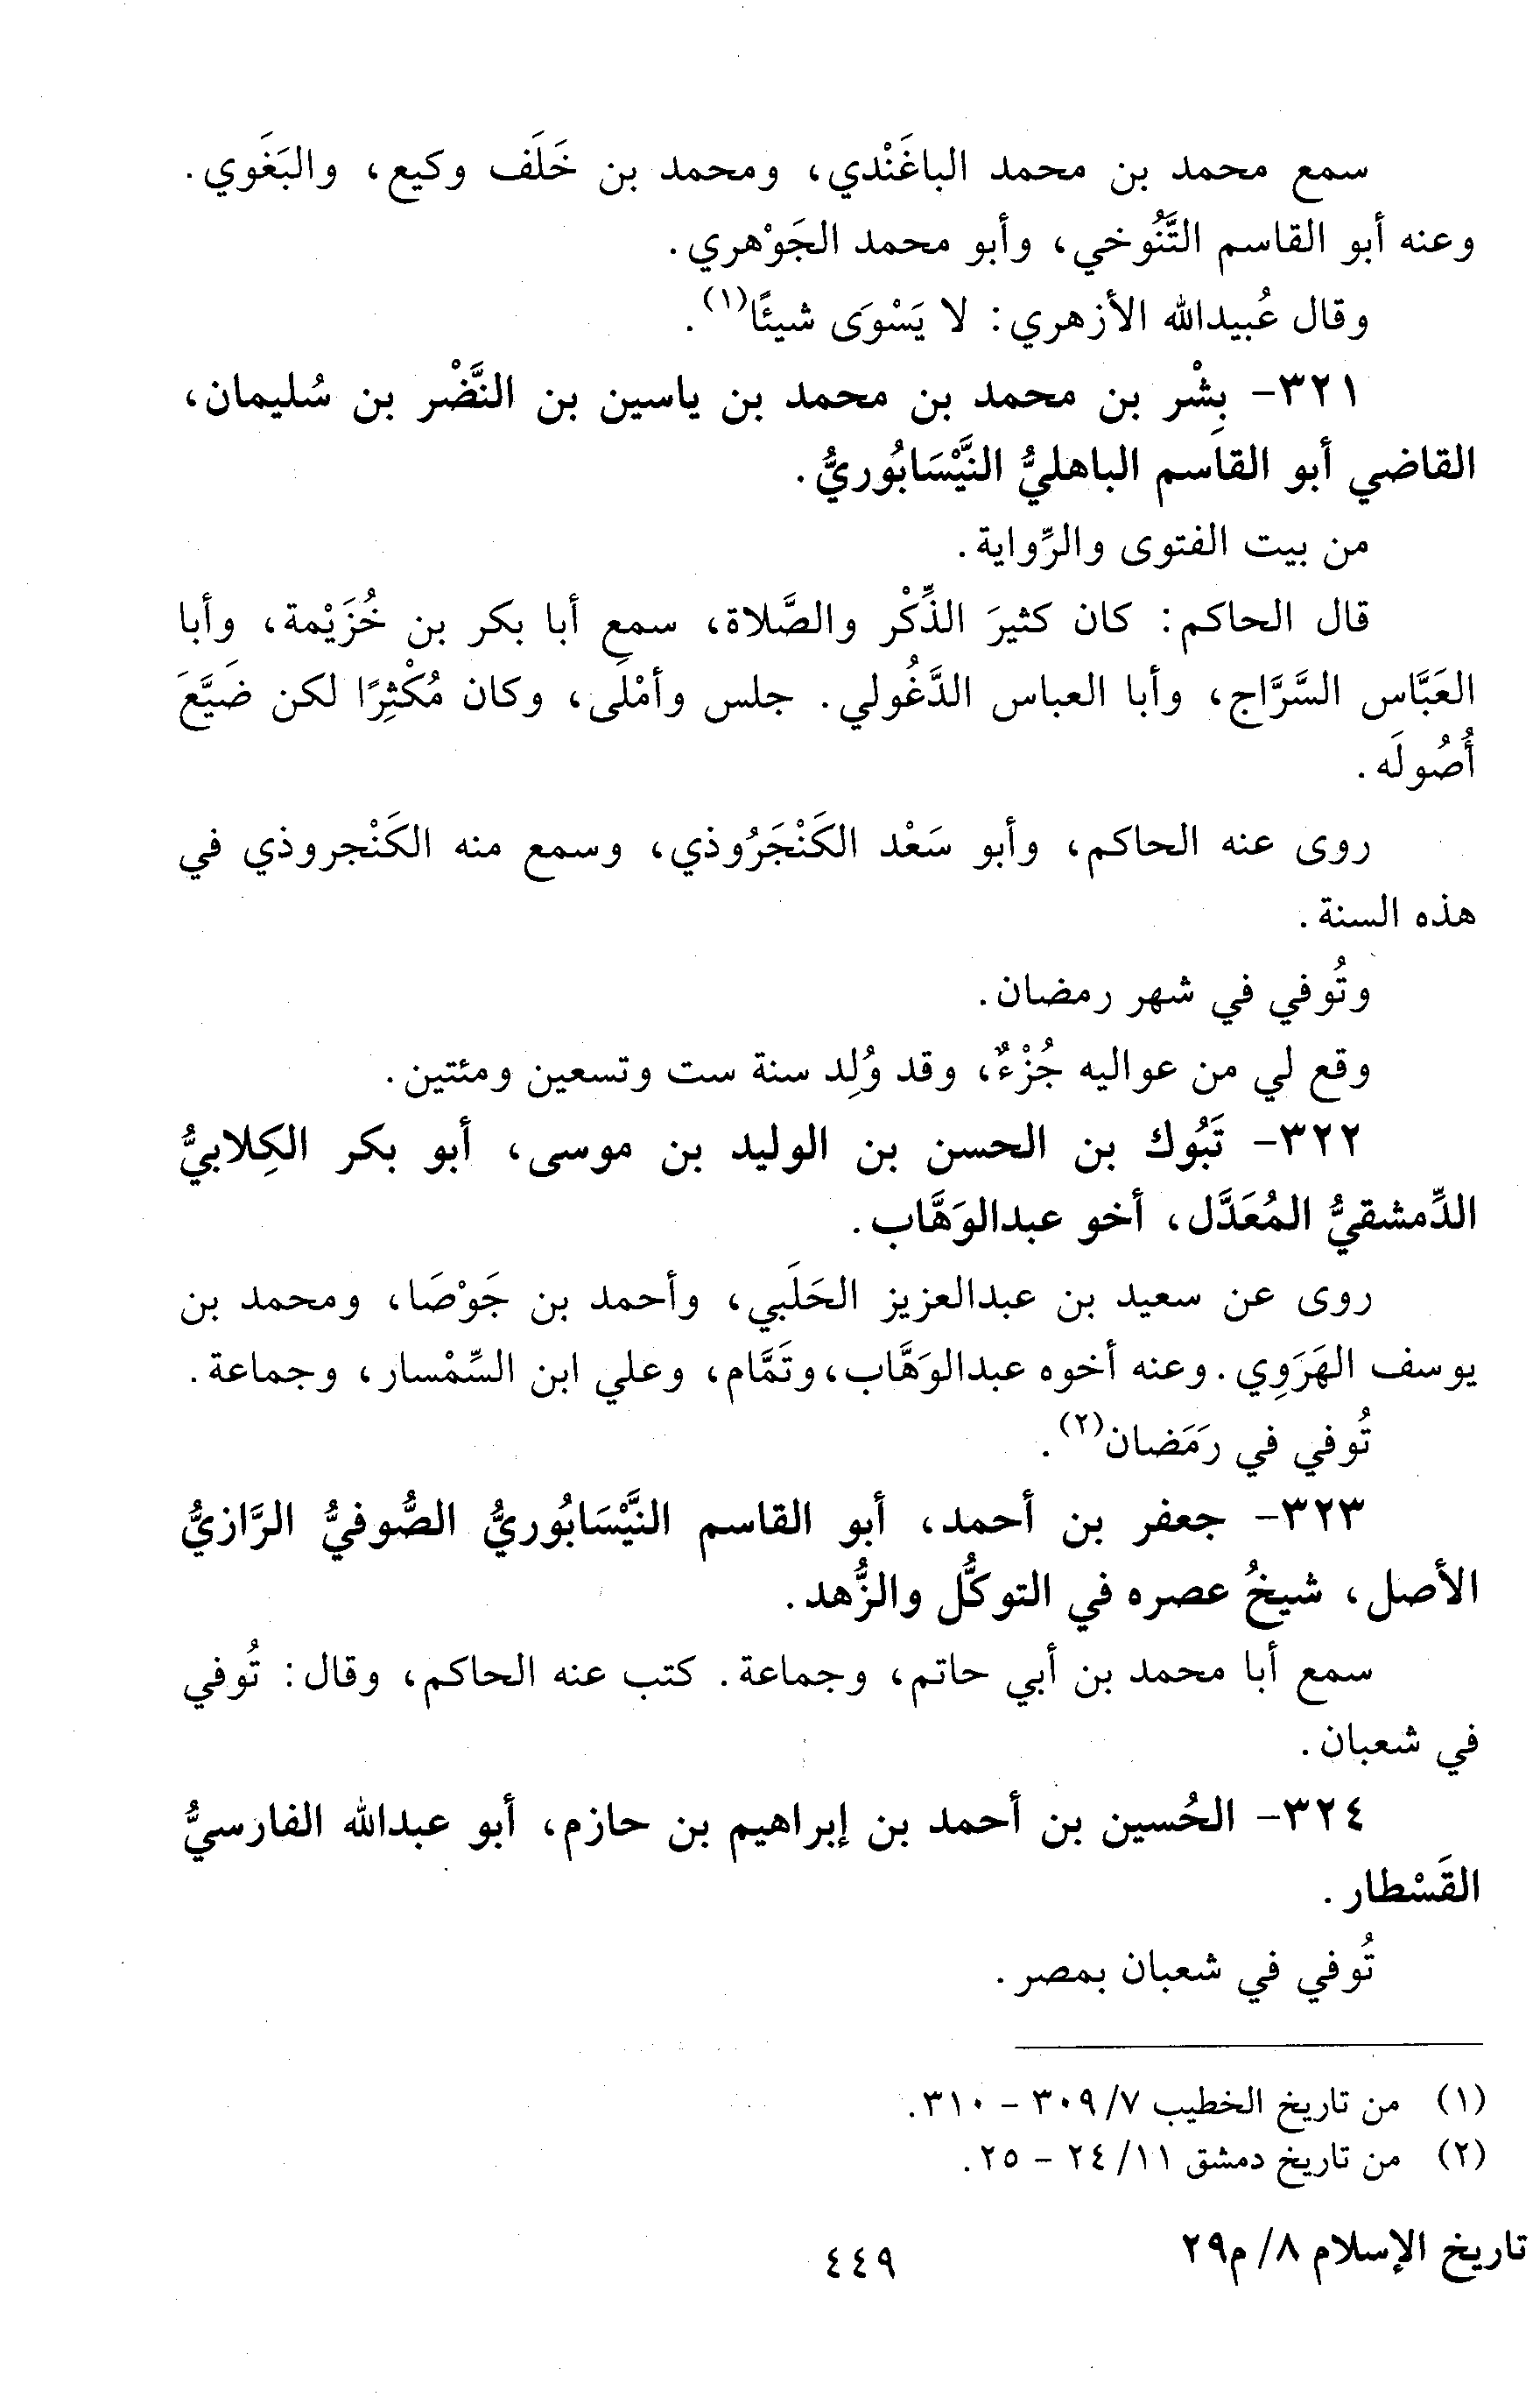 سمع محمد بن محمد الباغَنْدي، ومحمد بن خَلَف وكيع، والبَغَوي.
وعنه أبو القاسم التَّنُوخي، وأبو محمد الجَوْهري.
وقال عُبيدالله الأزهري: لا يَسْوَى شيئًا(١).
٣٢١- بِشْر بن محمد بن محمد بن ياسين بن النَّضْر بن سُليمان،
القاضي أبو القاسم الباهليُّ النَّيْسَابُوريُّ.
من بيت الفتوى والرِّواية.
قال الحاكم: كان كثيرَ الذِّكْر والصَّلاة، سمع أبا بكر بن خُزَيْمة، وأبا
العَبَّاس السَّرَّاج، وأبا العباس الدَّغُولي. جلس وأمْلَى، وكان مُكْثِرًا لكن ضَيَّعَ
أُصُولَه.
روى عنه الحاكم، وأبو سَعْد الكَنْجَرُوذي، وسمع منه الكَنْجروذي في
هذه السنة.
وتُوفي في شهر رمضان.
وقع لي من عواليه جُزْءٌ، وقد وُلِد سنة ست وتسعين ومئتين.
٣٢٢- تَبُوك بن الحسن بن الوليد بن موسى، أبو بكر الكِلابيُّ
الدِّمشقيُّ المُعَدَّل، أخو عبدالوَهَّاب.
روى عن سعيد بن عبدالعزيز الحَلَبي، وأحمد بن جَوْصَا، ومحمد بن
يوسف الهَرَوِي. وعنه أخوه عبدالوَهَّاب، وتَمَّام، وعلي ابن السِّمْسار، وجماعة.
تُوفي في رَمَضان(٢).
٣٢٣- جعفر بن أحمد، أبو القاسم النَّيْسَابُوريُّ الصُّوفيُّ الرَّازيُّ
الأصل، شيخُ عصره في التوكُّل والزُّهد.
سمع أبا محمد بن أبي حاتم، وجماعة. كتب عنه الحاكم، وقال: تُوفي
في شعبان.
٣٢٤- الحُسين بن أحمد بن إبراهيم بن حازم، أبو عبدالله الفارسيُّ
القَسْطار.
تُوفي في شعبان بمصر.
(١) من تاريخ الخطيب ٧/ ٣٠٩ - ٣١٠.
(٢) من تاريخ دمشق ١١/ ٢٤ - ٢٥.
تاريخ الإسلام ٨/ م٢٩
٤٤٩